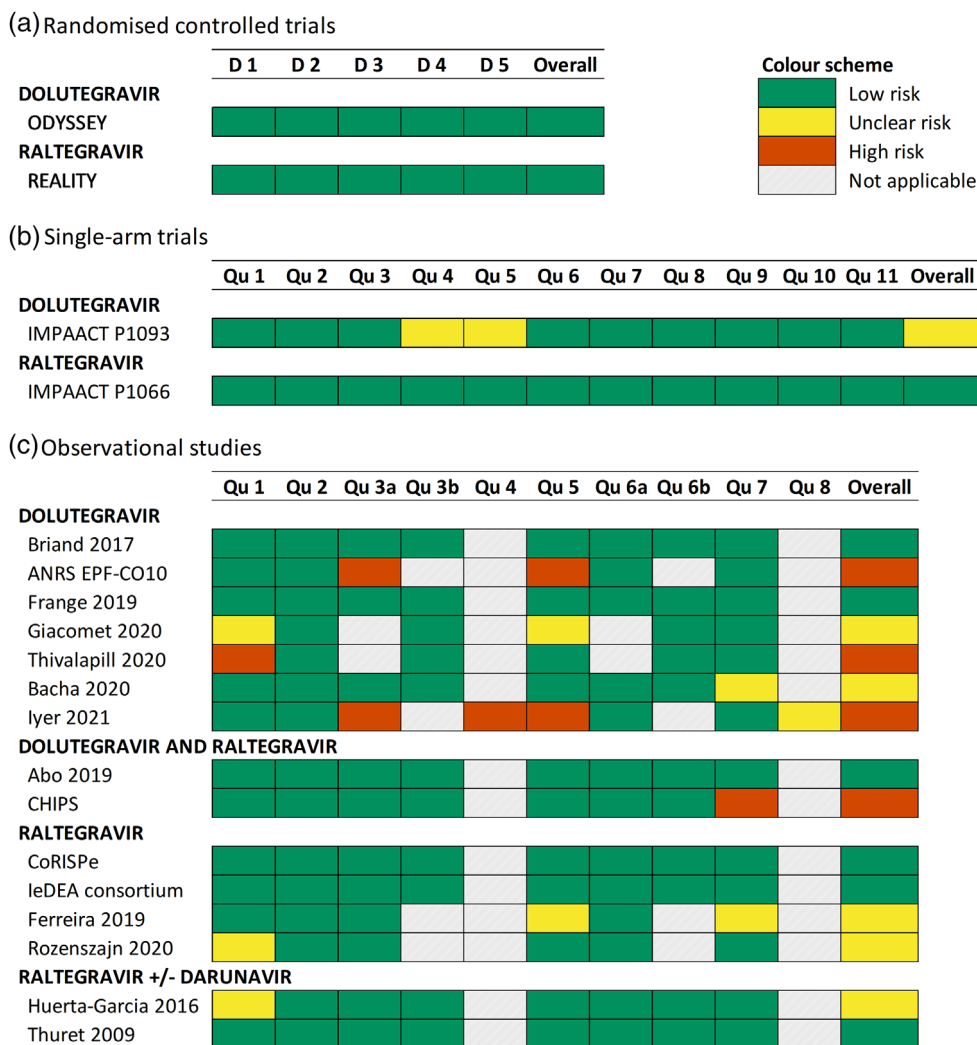 (a) Randomised controlled trials
D 1 D 2 D 3 D 4 D 5 Overall
Colour scheme
DOLUTEGRAVIR
Low risk
ODYSSEY
Unclear risk
RALTEGRAVIR
High risk
REALITY
Not applicable
(b) Single-arm trials
Qu 1 Qu 2 Qu 3 Qu 4 Qu 5 Qu 6 Qu 7 Qu 8 Qu 9 Qu 10 Qu 11 Overall
DOLUTEGRAVIR
IMPAACT P1093
RALTEGRAVIR
IMPAACT P1066
(c) Observational studies
Qu 1 Qu 2 Qu 3a Qu 3b Qu 4 Qu 5 Qu 6a Qu 6b Qu 7 Qu 8 Overall
DOLUTEGRAVIR
Briand 2017
ANRS EPF-CO10
Frange 2019
Giacomet 2020
Thivalapill 2020
Bacha 2020
Iyer 2021
DOLUTEGRAVIR AND RALTEGRAVIR
Abo 2019
CHIPS
RALTEGRAVIR
CoRISPe
IeDEA consortium
Ferreira 2019
Rozenszajn 2020
RALTEGRAVIR +/- DARUNAVIR
Huerta-Garcia 2016
Thuret 2009